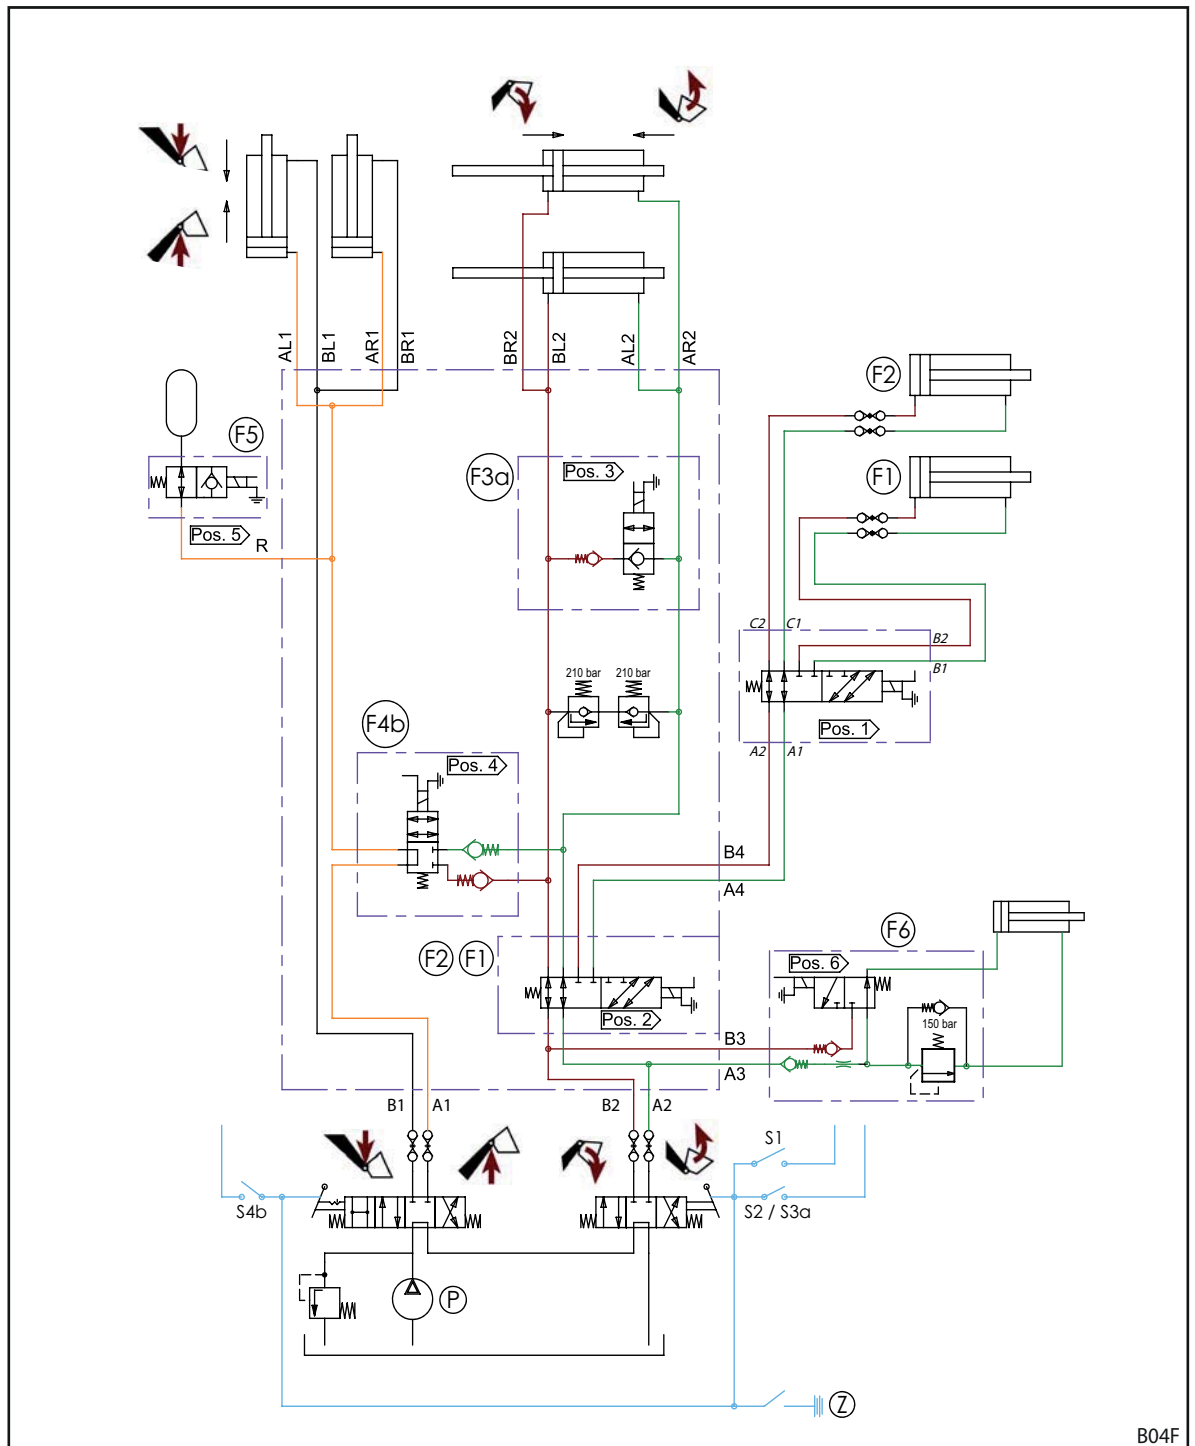 AL1
BL1
AR1
BR1
BR2
BL2
AL2
AR2
F2
F5
F3a
Pos. 3
F1
Pos. 5
R
C2
C1
B2
B1
210 bar
210 bar
F4b
Pos. 1
A2
A1
Pos. 4
B4
A4
F2
F1
F6
Pos. 6
Pos. 2
150 bar
B3
A3
B1
A1
B2
A2
S1
S4b
S2 / S3a
P
Z
B04F